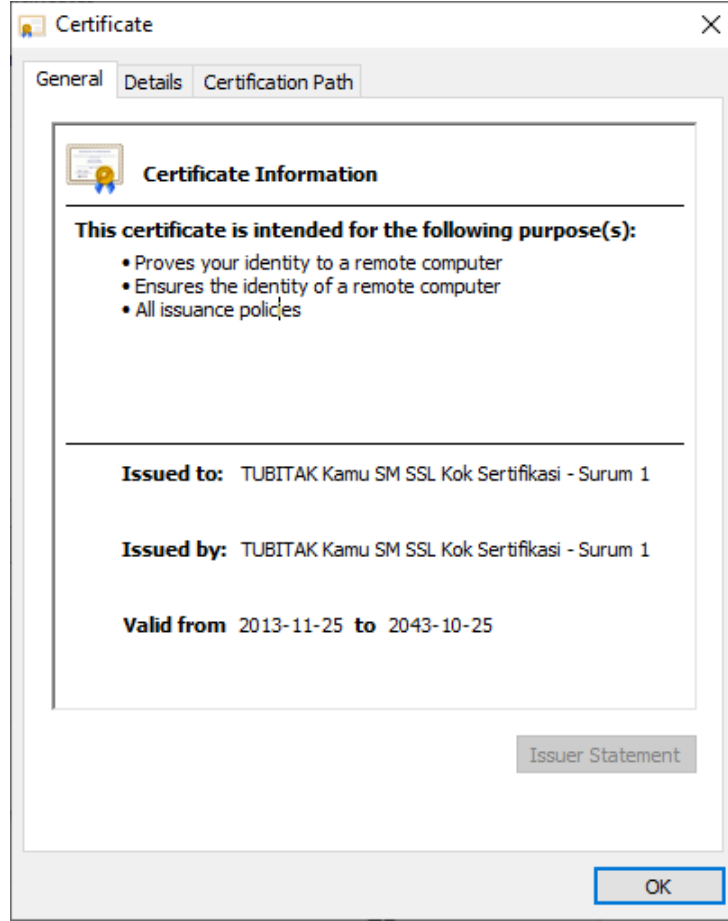 Certificate
General Details Certification Path
Certificate Information
This certificate is intended for the following purpose(s):
• Proves your identity to a remote computer
• Ensures the identity of a remote computer
• All issuance policies
Issued to: TUBITAK Kamu SM SSL Kok Sertifikasi - Surum 1
Issued by: TUBITAK Kamu SM SSL Kok Sertifikasi - Surum 1
Valid from 2013-11-25 to 2043-10-25
Issuer Statement
OK